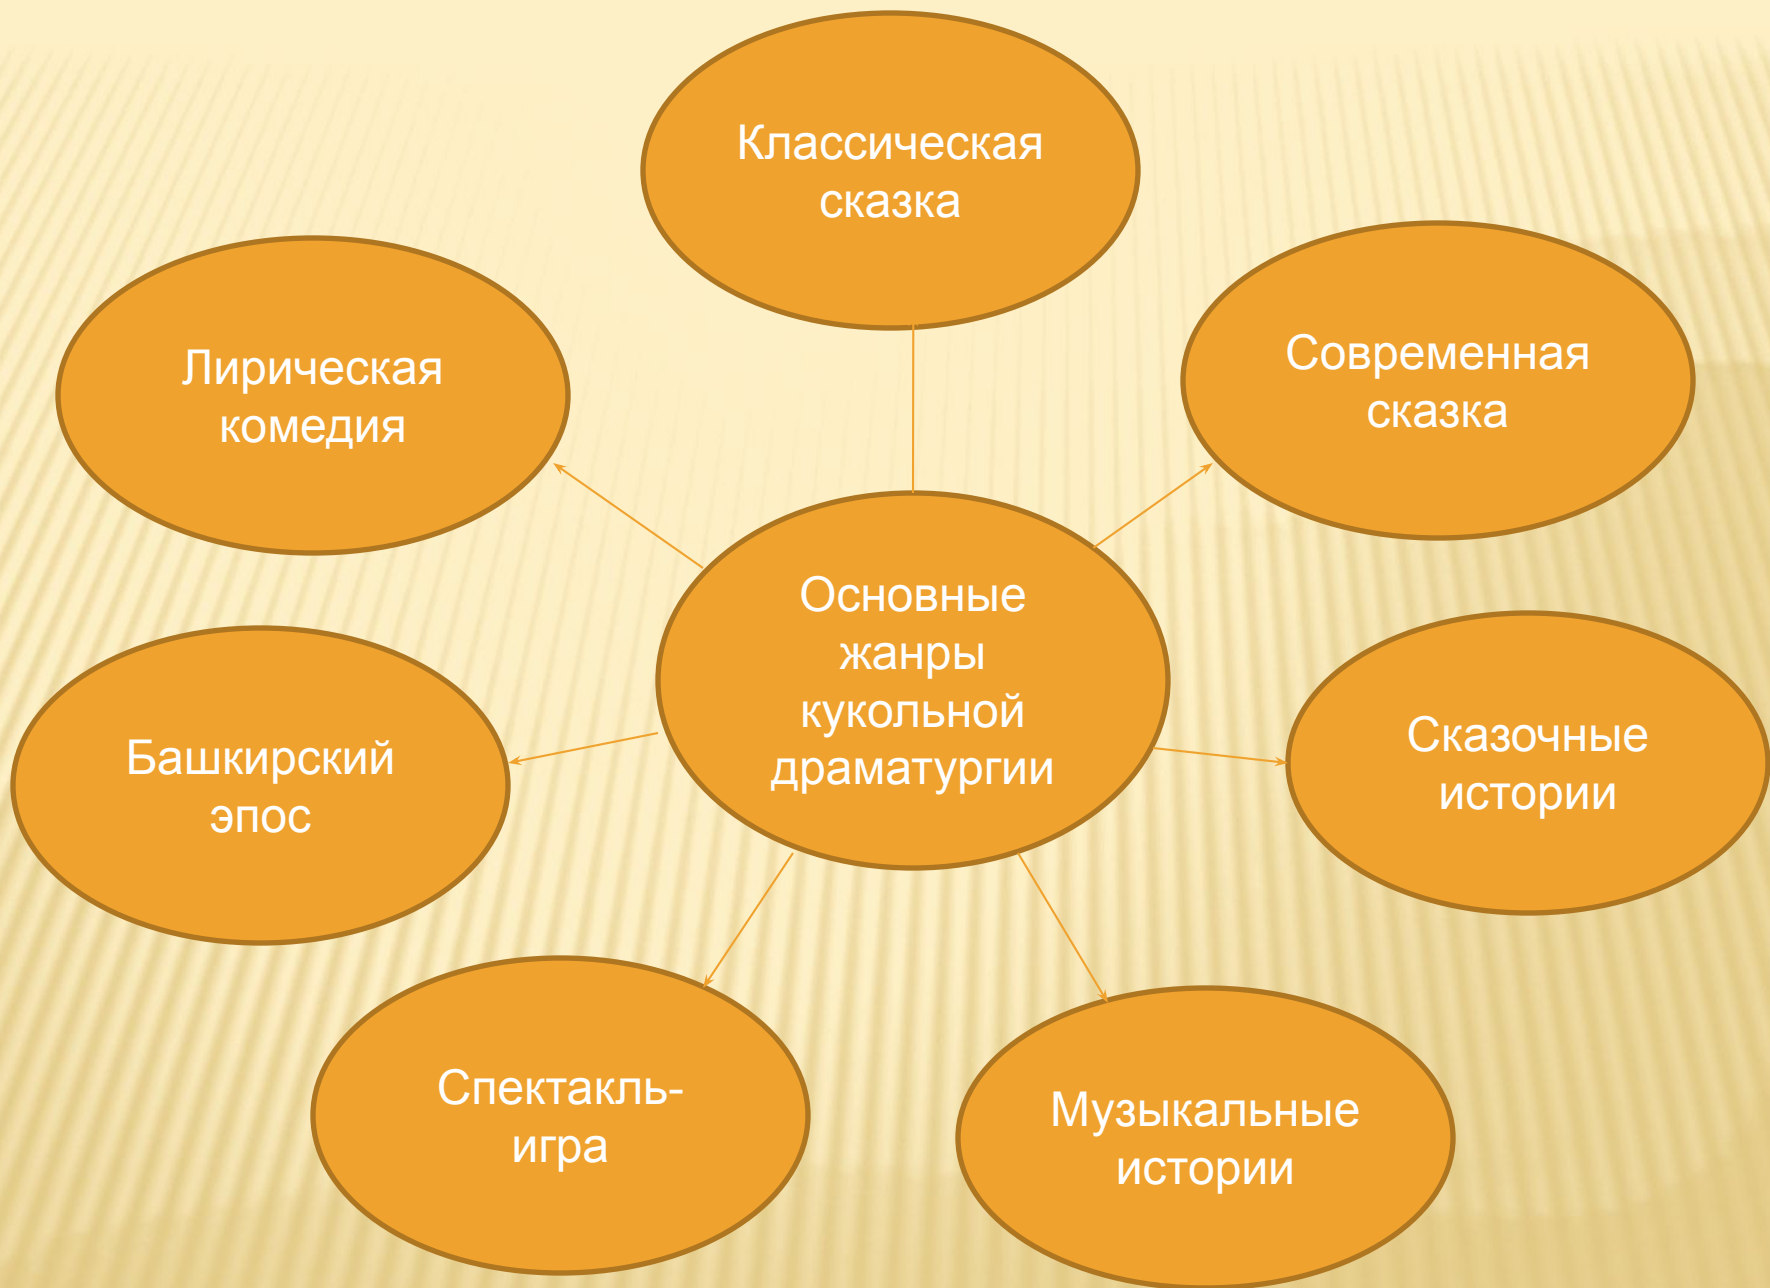 Классическая
сказка
Лирическая
комедия
Современная
сказка
Основные
жанры
кукольной
драматургии
Башкирский
эпос
Сказочные
истории
Спектакль-
игра
Музыкальные
истории